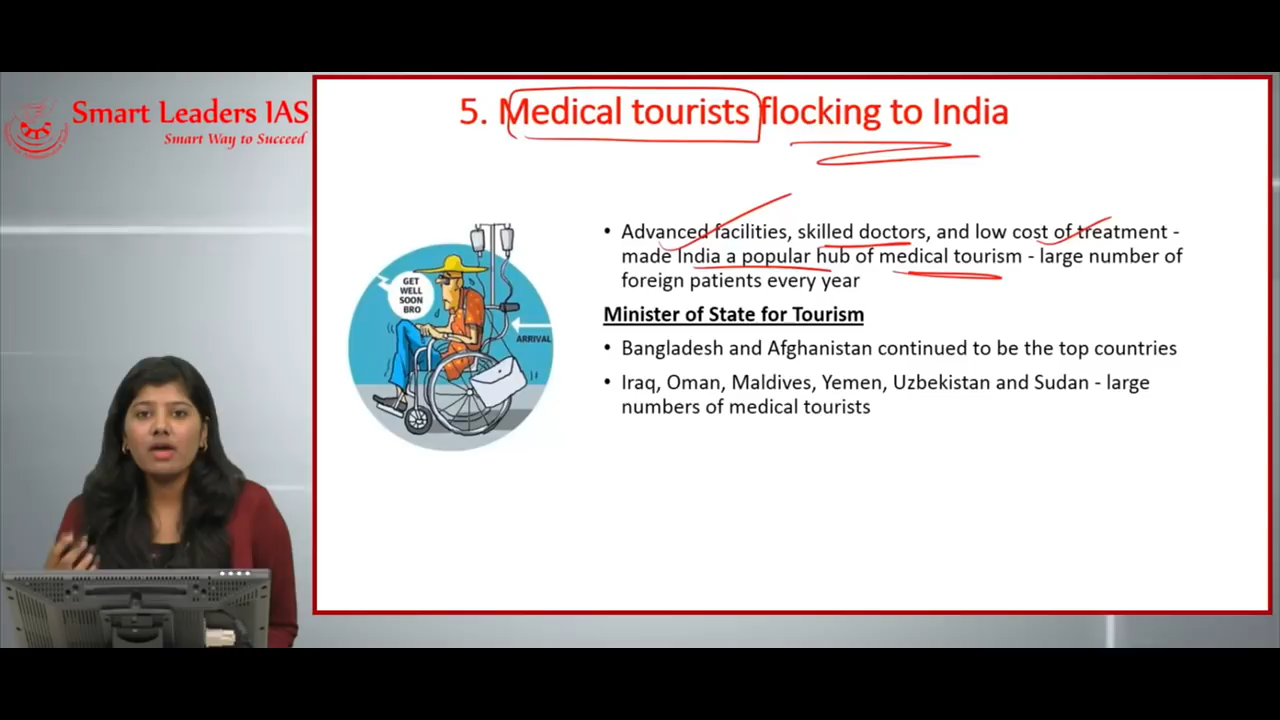 Smart Leaders IAS
Smart Way to Succeed
5. Medical tourists flocking to India
• Advanced facilities, skilled doctors, and low cost of treatment -
made India a popular hub of medical tourism - large number of
foreign patients every year
Minister of State for Tourism
• Bangladesh and Afghanistan continued to be the top countries
• Iraq, Oman, Maldives, Yemen, Uzbekistan and Sudan - large
numbers of medical tourists
GET
WELL
SOON
BRO
ARRIVAL